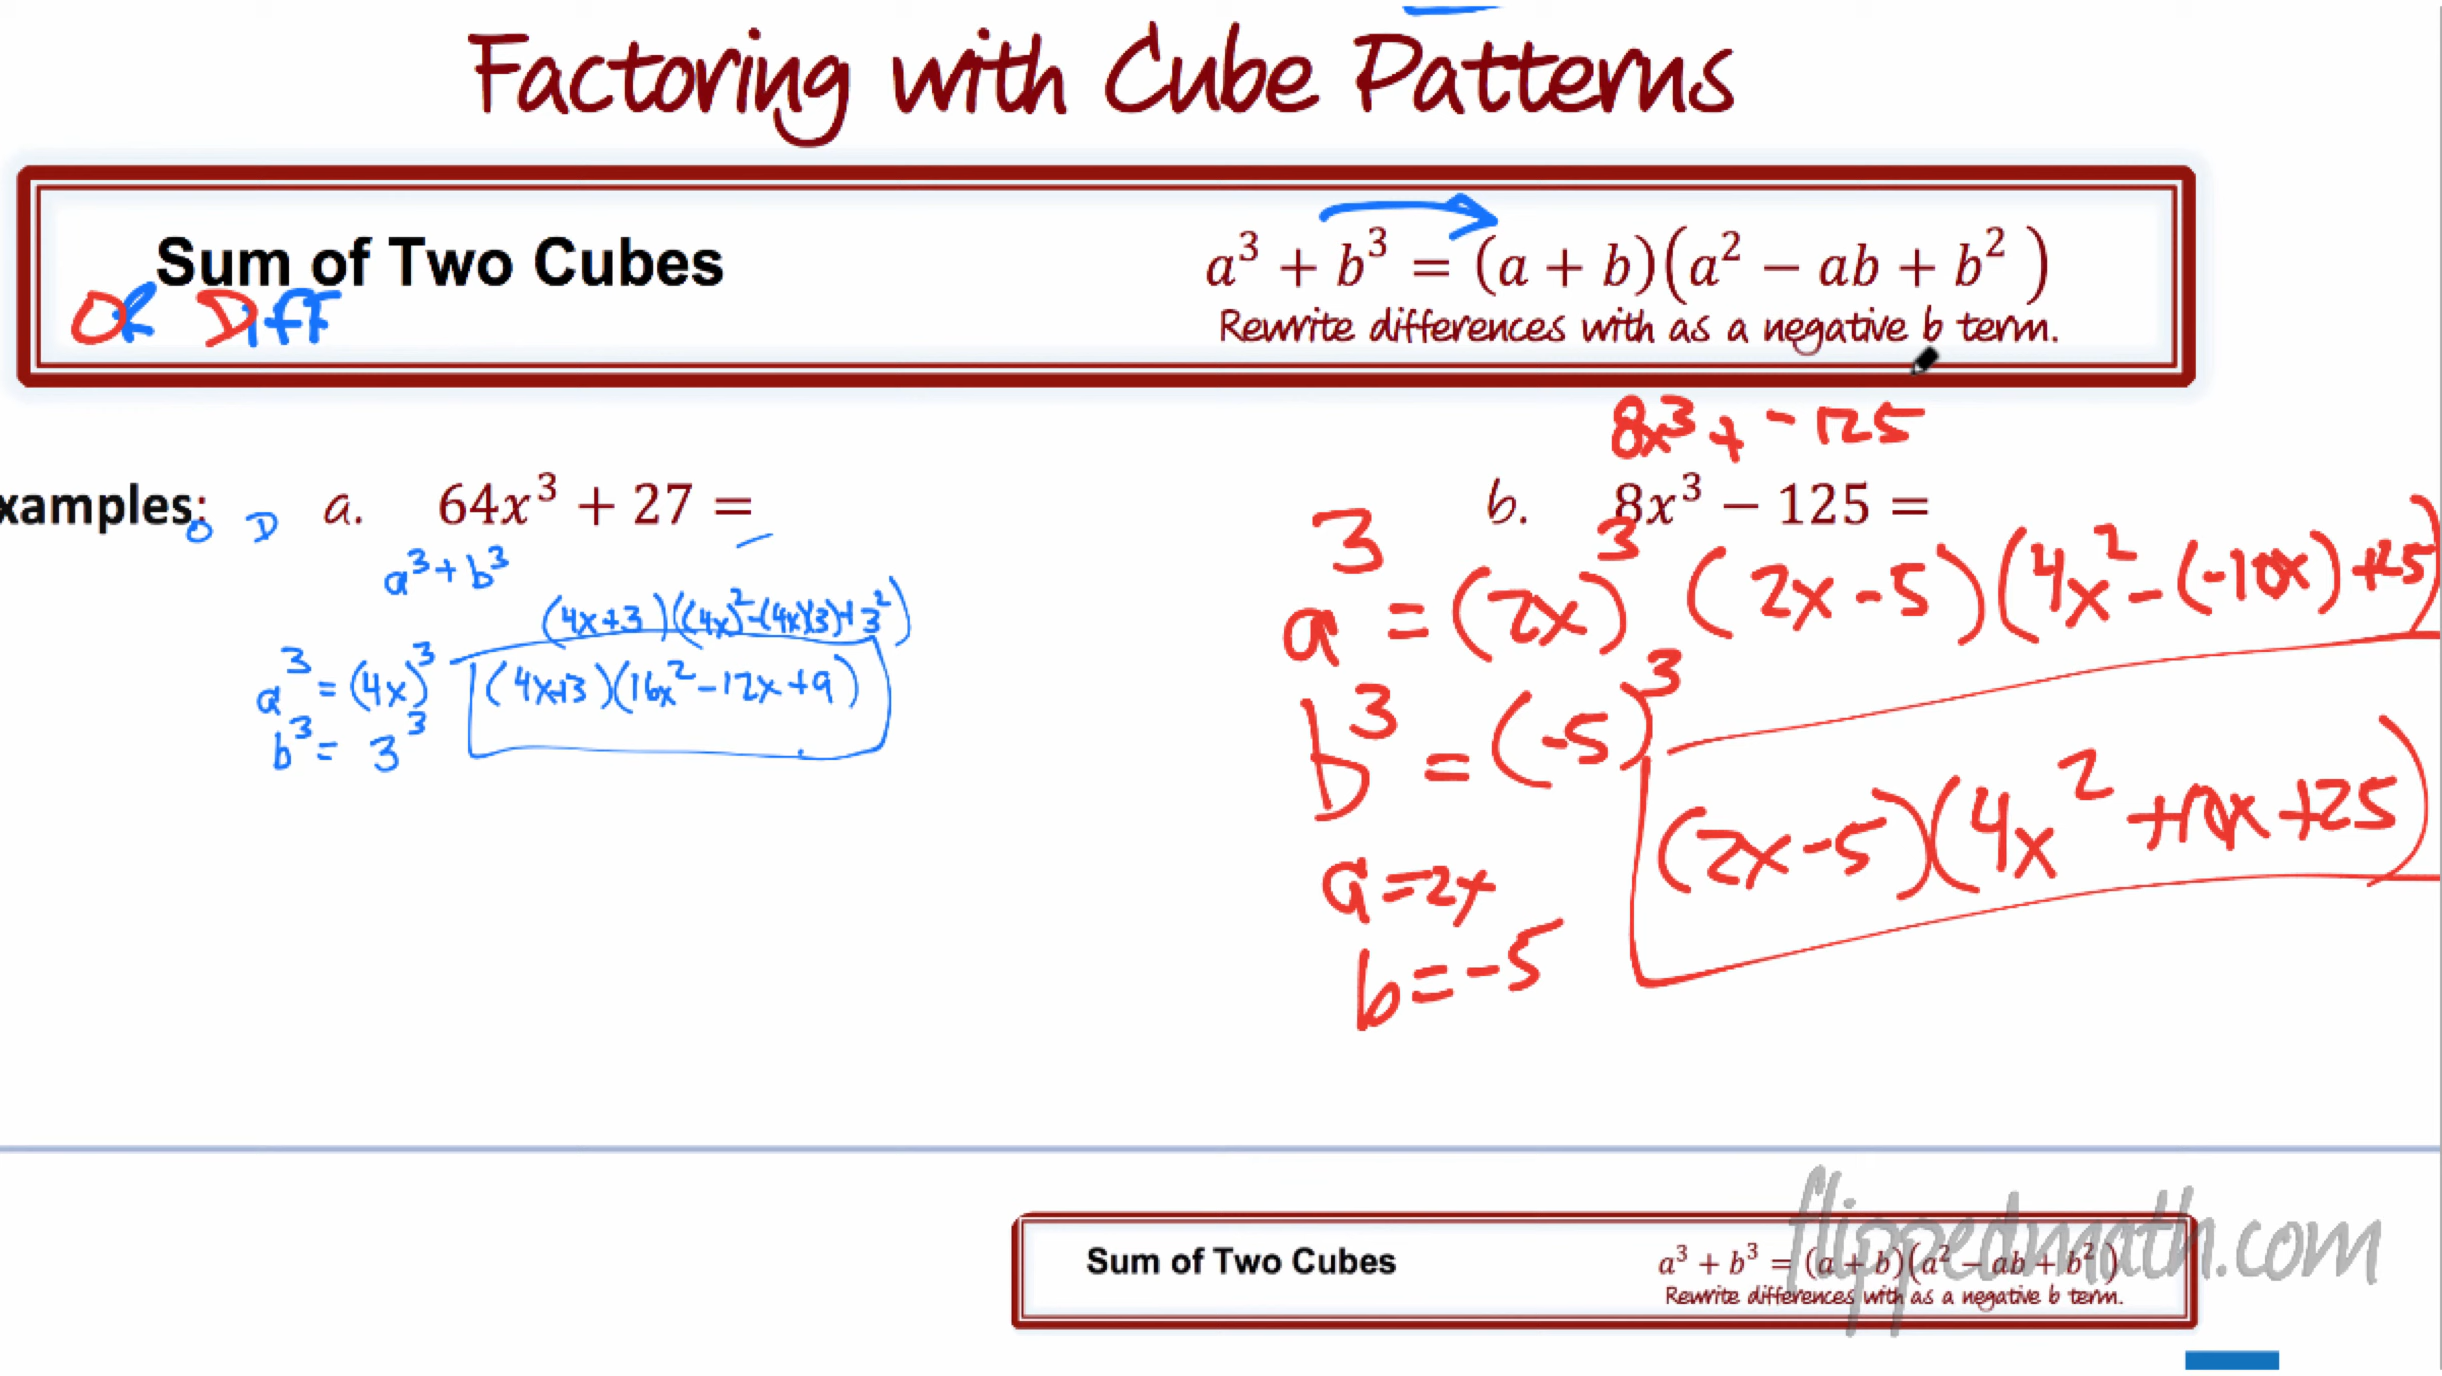 Factoring with Cube Patterns
Sum of Two Cubes
OR Diff
a³ + b³ = (a + b)(a² − ab + b²)
Rewrite differences with as a negative b term.
8x³ + -125
xamples:
O D
a. 64x³ + 27 =
a³ + b³
(4x+3)((4x)²-(4x)(3)+3²)
a³ = (4x)³
(4x+3)(16x²-12x+9)
b³ = 3³
b. 8x³ − 125 =
a³ = (2x)³
(2x-5)(4x²-(-10x)+25)
b³ = (-5)³
(2x-5)(4x²+10x+25)
a=2x
b=-5
flippedmath.com
Sum of Two Cubes
a³ + b³ = (a + b)(a² − ab + b²)
Rewrite differences with as a negative b term.